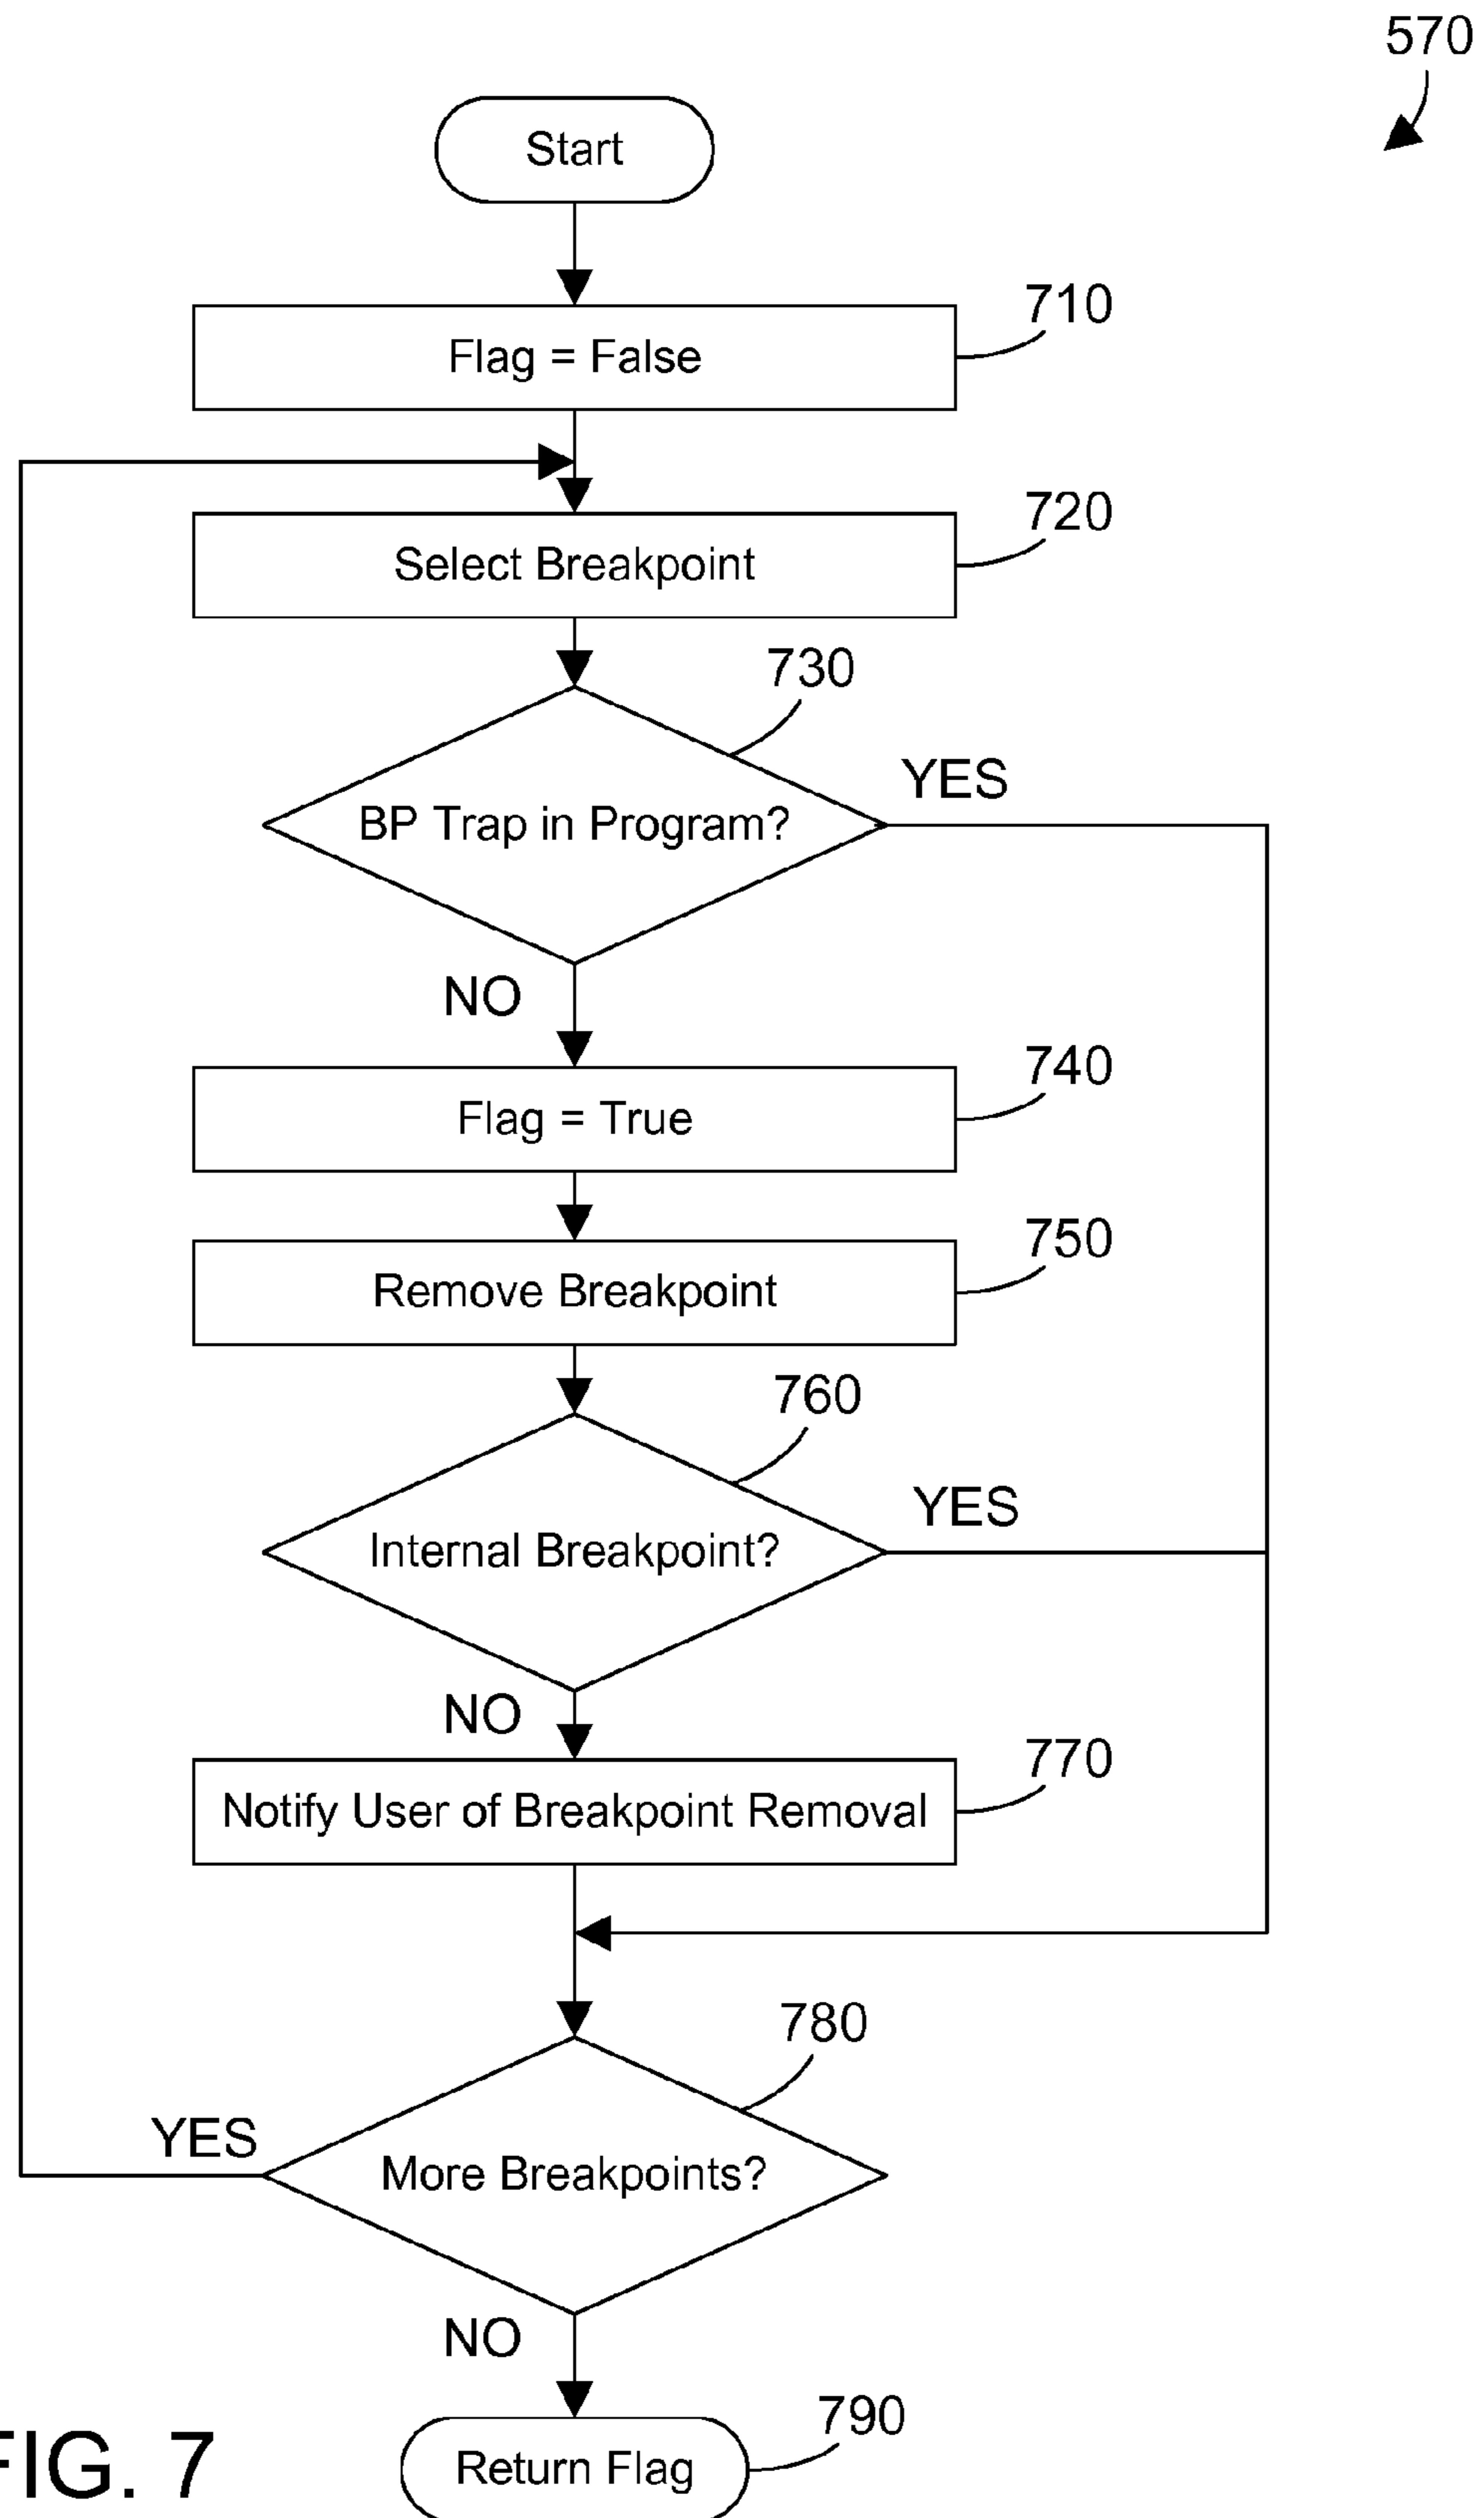 570
Start
710
Flag = False
720
Select Breakpoint
730
YES
BP Trap in Program?
NO
740
Flag = True
750
Remove Breakpoint
760
YES
Internal Breakpoint?
NO
770
Notify User of Breakpoint Removal
780
YES
More Breakpoints?
NO
790
Return Flag
FIG. 7